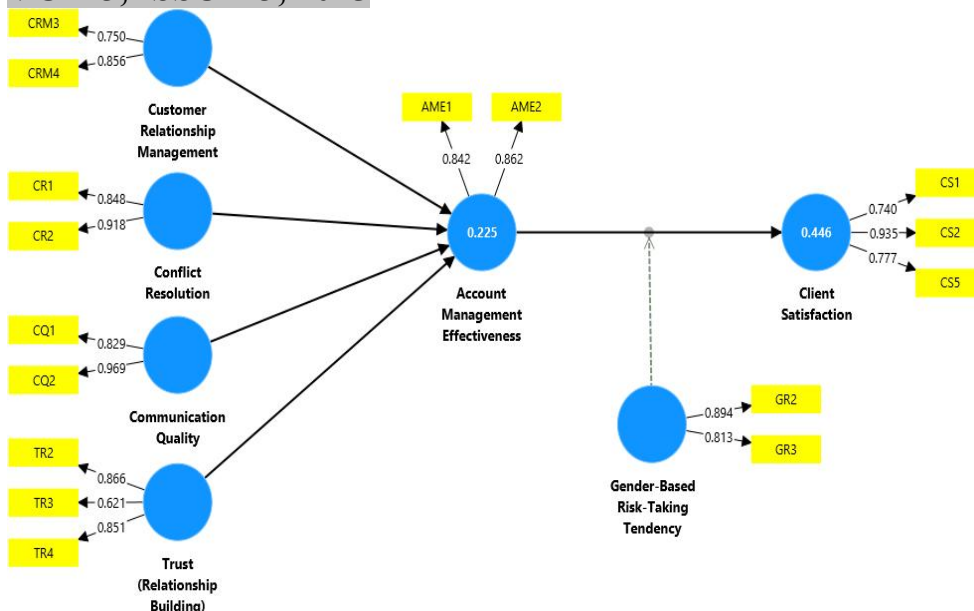 CRM3
0.750
0.856
CRM4
Customer
Relationship
Management
AME1
AME2
0.842
0.862
CR1
0.848
0.918
CR2
Conflict
Resolution
0.225
Account
Management
Effectiveness
0.446
Client
Satisfaction
CS1
0.740
0.935
CS2
0.777
CS5
CQ1
0.829
0.969
CQ2
Communication
Quality
GR2
0.894
0.813
GR3
Gender-Based
Risk-Taking
Tendency
TR2
0.866
TR3
0.621
0.851
TR4
Trust
(Relationship
Building)